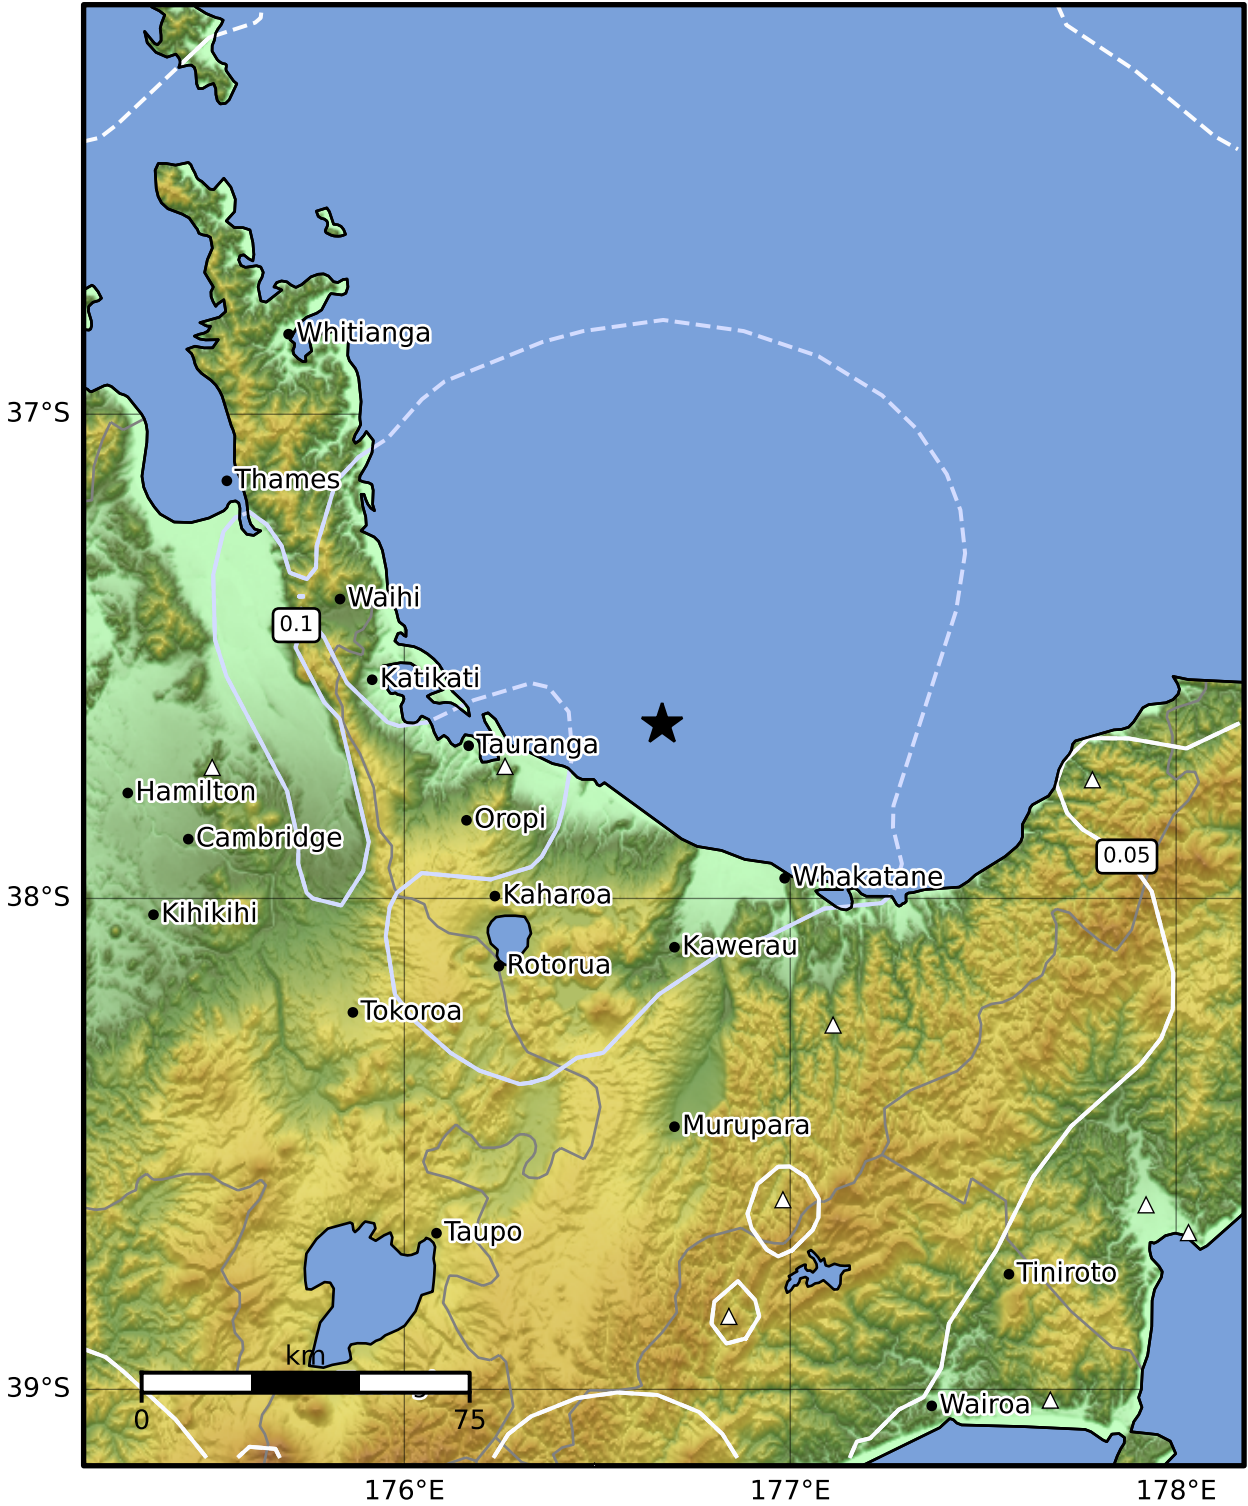 Whitianga
37°S
Thames
Waihi
0.1
Katikati
Tauranga
Hamilton
Oropi
Cambridge
0.05
Whakatane
38°S
Kaharoa
Kihikihi
Kawerau
Rotorua
Tokoroa
Murupara
Taupo
Tiniroto
km
39°S
Wairoa
0 75
176°E 177°E 178°E